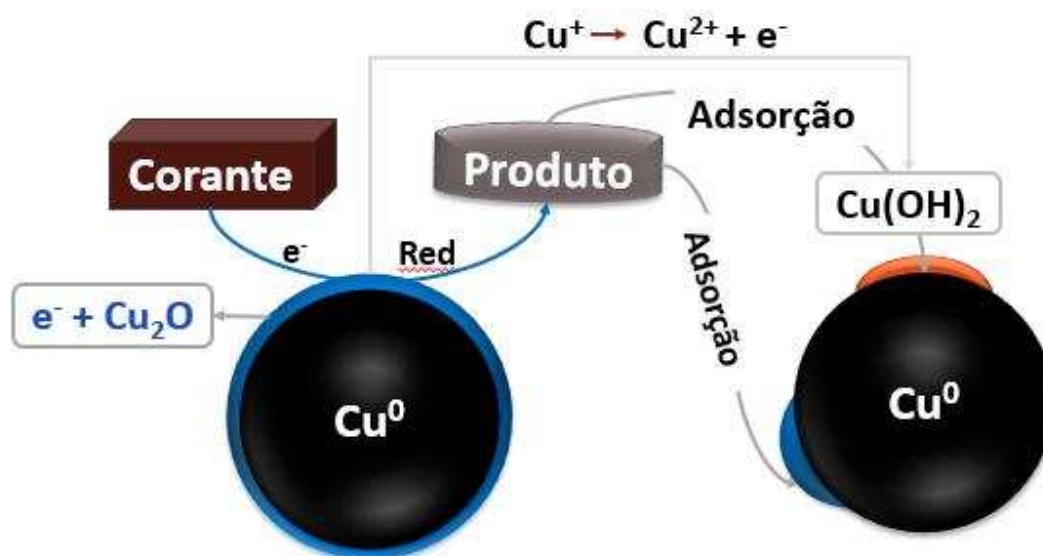 Cu⁺ → Cu²⁺ + e⁻
Adsorção
Corante
Produto
Cu(OH)₂
e⁻
Red
Adsorção
e⁻ + Cu₂O
Cu⁰
Cu⁰